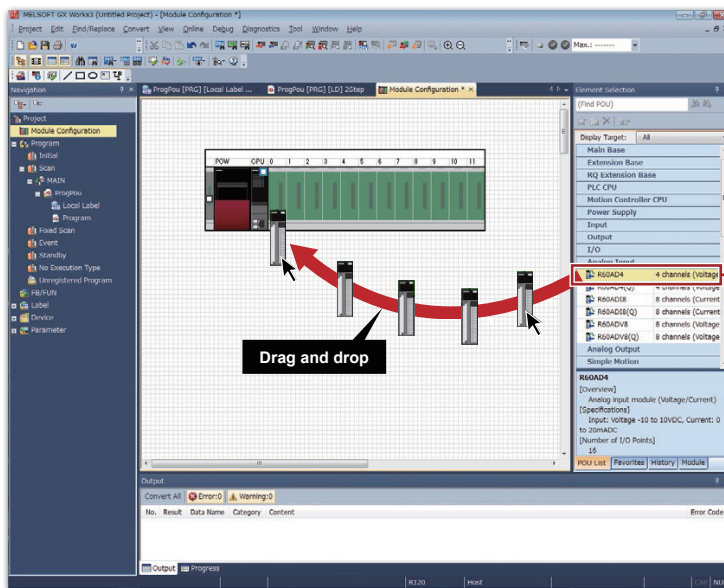 MELSOFT GX Works3 (Untitled Project) - [Module Configuration *]
Project Edit Find/Replace Convert View Online Debug Diagnostics Tool Window Help
Max.: -------
Navigation
ProgPou [PRG] [Local Label ...
ProgPou [PRG] [LD] 2Step
Module Configuration *
Element Selection
(Find POU)
Display Target: All
Project
Module Configuration
Program
Initial
Scan
MAIN
ProgPou
Local Label
Program
Fixed Scan
Event
Standby
No Execution Type
Unregistered Program
FB/FUN
Label
Device
Parameter
POW CPU 0 1 2 3 4 5 6 7 8 9 10 11
Drag and drop
Main Base
Extension Base
RQ Extension Base
PLC CPU
Motion Controller CPU
Power Supply
Input
Output
I/O
Analog Input
R60AD4 4 channels (Voltage
R60AD4(Q) 4 channels (Voltage
R60ADI8 8 channels (Current
R60ADI8(Q) 8 channels (Current
R60ADV8 8 channels (Voltage
R60ADV8(Q) 8 channels (Voltage
Analog Output
Simple Motion
R60AD4
[Overview]
Analog input module (Voltage/Current)
[Specifications]
Input: Voltage -10 to 10VDC, Current: 0
to 20mADC
[Number of I/O Points]
16
POU List Favorites History Module
Output
Convert All Error:0 Warning:0
No. Result Data Name Category Content Error Code
Output Progress
R120 Host CAP NU